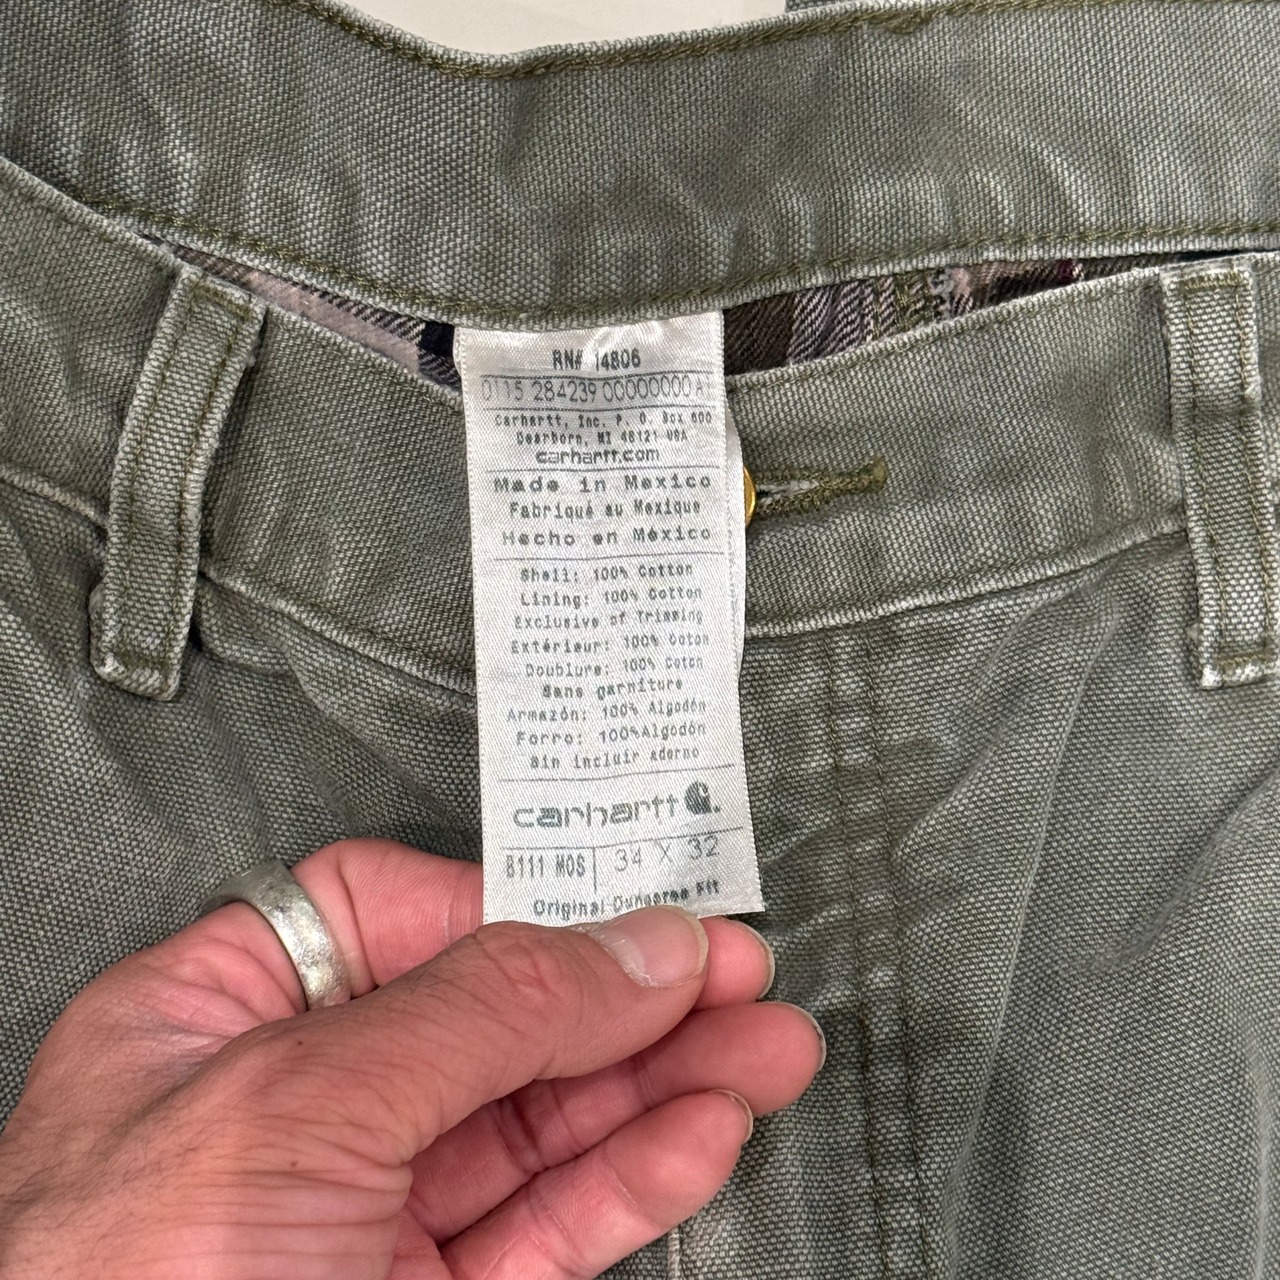 RN# 14806
0115 284239 00000000 A
Carhartt, Inc. P. O. Box 600
Dearborn, MI 48121 USA
carhartt.com
Made in Mexico
Fabriqué au Mexique
Hecho en México
Shell: 100% Cotton
Lining: 100% Cotton
Exclusive of Trimming
Extérieur: 100% Coton
Doublure: 100% Coton
Sans garniture
Armazón: 100% Algodón
Forro: 100%Algodón
Sin incluir Adorno
carhartt
B111 MOS 34 X 32
Original Dungaree Fit